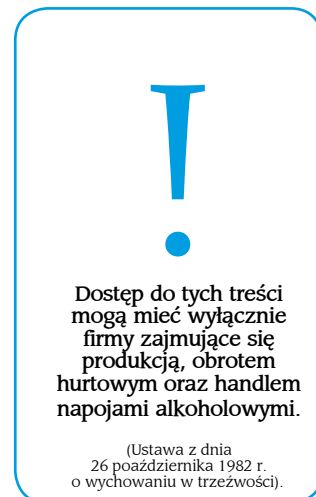 !
Dostęp do tych treści
mogą mieć wyłącznie
firmy zajmujące się
produkcją, obrotem
hurtowym oraz handlem
napojami alkoholowymi.
(Ustawa z dnia
26 poaździernika 1982 r.
o wychowaniu w trzeźwości).